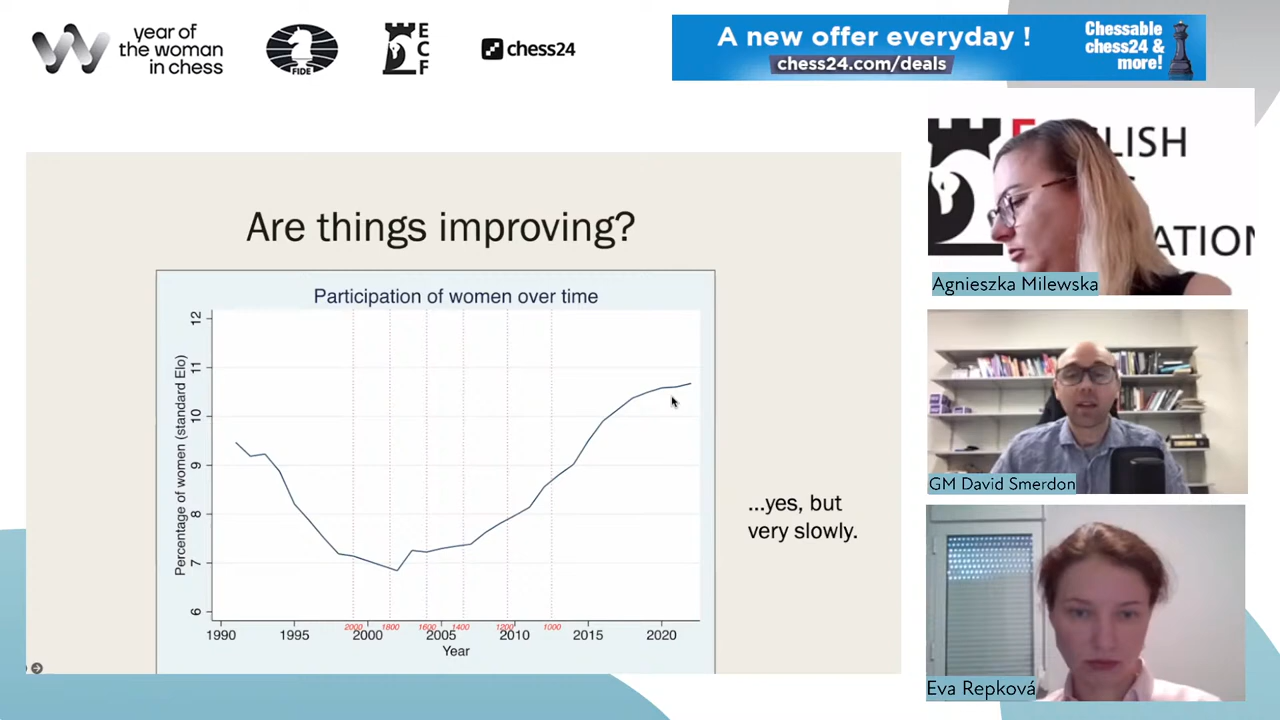 year of
the woman
in chess
FIDE
E
C
F
chess24
A new offer everyday !
chess24.com/deals
Chessable
chess24 &
more!
Are things improving?
Participation of women over time
Percentage of women (standard Elo)
12
11
10
9
8
7
6
2000 1800 1600 1400 1200 1000
1990 1995 2000 2005 2010 2015 2020
Year
...yes, but
very slowly.
E LISH
ATION
Agnieszka Milewska
GM David Smerdon
Eva Repková